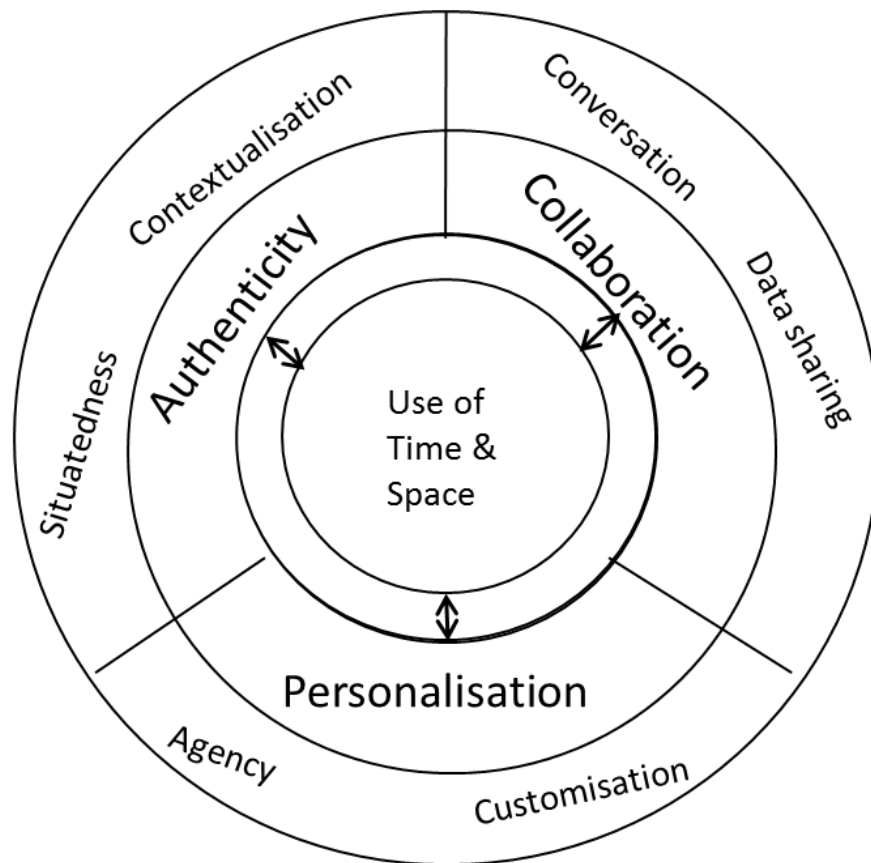 Contextualisation
Conversation
Authenticity
Collaboration
Situatedness
Data sharing
Use of
Time &
Space
Personalisation
Agency
Customisation